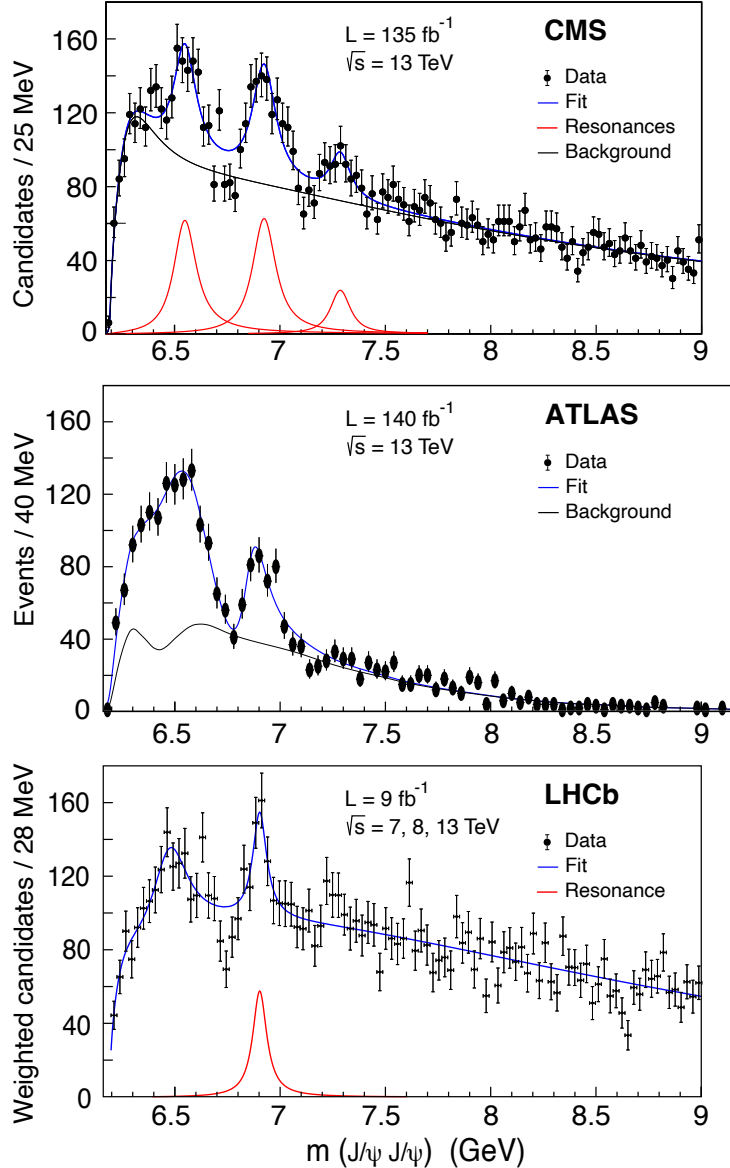 CMS
L = 135 fb⁻¹
√s = 13 TeV
Data
Fit
Resonances
Background
Candidates / 25 MeV
160
120
80
40
0
6.5 7 7.5 8 8.5 9
ATLAS
L = 140 fb⁻¹
√s = 13 TeV
Data
Fit
Background
Events / 40 MeV
160
120
80
40
0
6.5 7 7.5 8 8.5 9
LHCb
L = 9 fb⁻¹
√s = 7, 8, 13 TeV
Data
Fit
Resonance
Weighted candidates / 28 MeV
160
120
80
40
0
6.5 7 7.5 8 8.5 9
m (J/ψ J/ψ) (GeV)